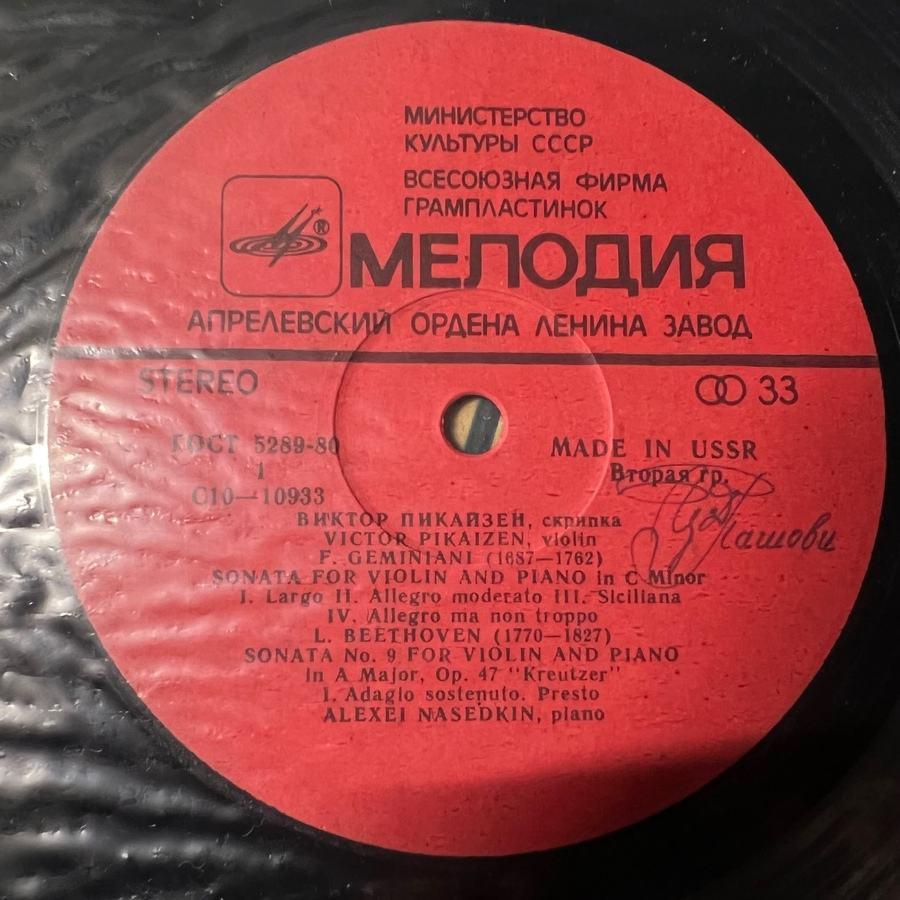 МИНИСТЕРСТВО
КУЛЬТУРЫ СССР
ВСЕСОЮЗНАЯ ФИРМА
ГРАМПЛАСТИНОК
®
МЕЛОДИЯ
АПРЕЛЕВСКИЙ ОРДЕНА ЛЕНИНА ЗАВОД
STEREO
33
ГОСТ 5289-80
MADE IN USSR
1
Вторая гр.
С10—10933
ВИКТОР ПИКАЙЗЕН, скрипка
VICTOR PIKAIZEN, violin
F. GEMINIANI (1687—1762)
SONATA FOR VIOLIN AND PIANO in C Minor
I. Largo II. Allegro moderato III. Siciliana
IV. Allegro ma non troppo
L. BEETHOVEN (1770—1827)
SONATA No. 9 FOR VIOLIN AND PIANO
in A Major, Op. 47 "Kreutzer"
I. Adagio sostenuto. Presto
ALEXEI NASEDKIN, piano